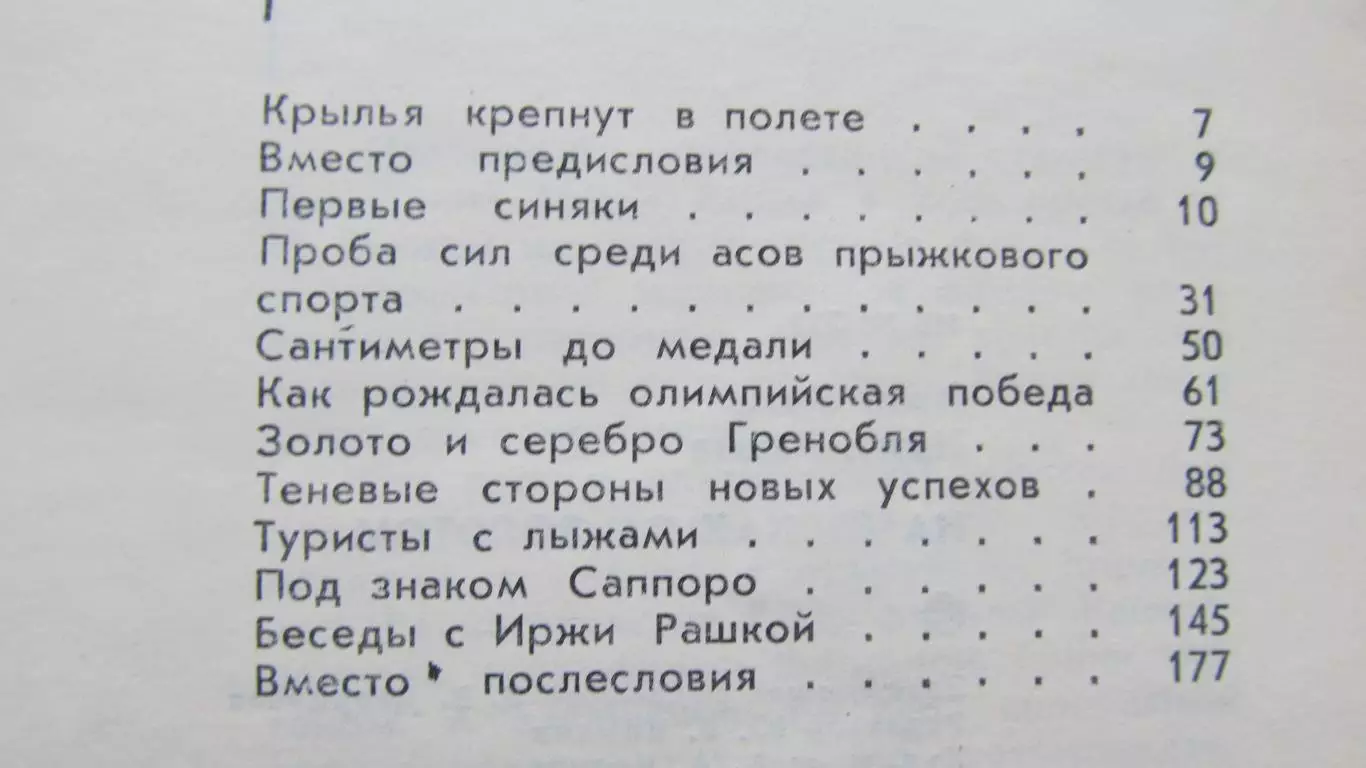 Крылья крепнут в полете . . . . 7
Вместо предисловия . . . . . . 9
Первые синяки . . . . . . . . 10
Проба сил среди асов прыжкового
спорта . . . . . . . . . . . . 31
Сантиметры до медали . . . . . 50
Как рождалась олимпийская победа 61
Золото и серебро Гренобля . . . 73
Теневые стороны новых успехов . 88
Туристы с лыжами . . . . . . . 113
Под знаком Саппоро . . . . . . 123
Беседы с Иржи Рашкой . . . . . 145
Вместо послесловия . . . . . . 177